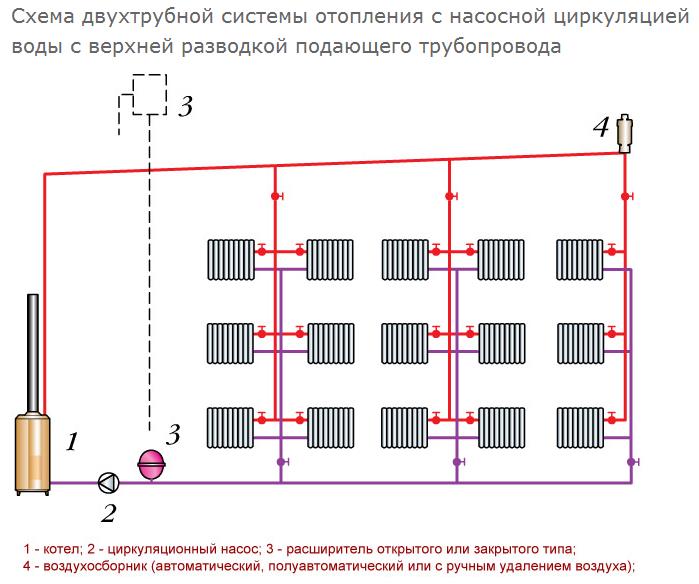 Схема двухтрубной системы отопления с насосной циркуляцией
воды с верхней разводкой подающего трубопровода
3
4
1
3
2
1 - котел; 2 - циркуляционный насос; 3 - расширитель открытого или закрытого типа;
4 - воздухосборник (автоматический, полуавтоматический или с ручным удалением воздуха);